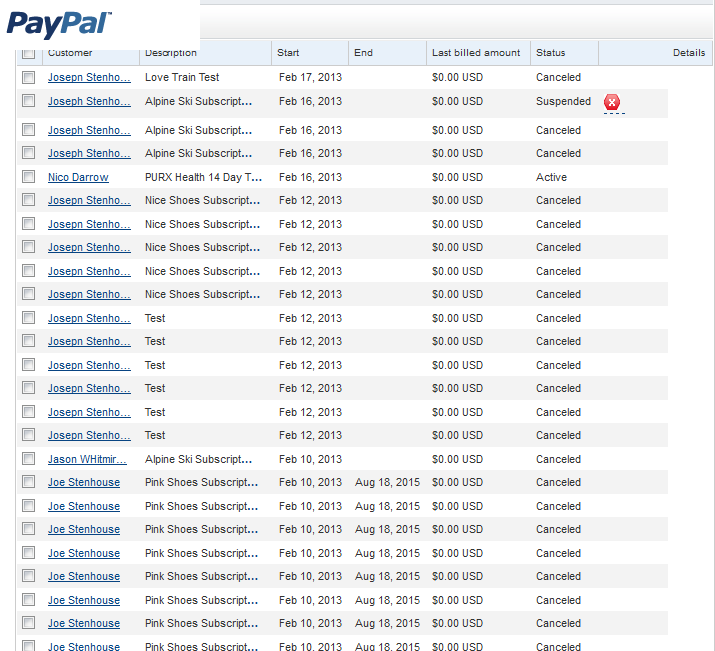 PayPal™
Customer Description Start End Last billed amount Status Details
Josepn Stenho... Love Train Test Feb 17, 2013 $0.00 USD Canceled
Joseph Stenho... Alpine Ski Subscript... Feb 16, 2013 $0.00 USD Suspended
Joseph Stenho... Alpine Ski Subscript... Feb 16, 2013 $0.00 USD Canceled
Joseph Stenho... Alpine Ski Subscript... Feb 16, 2013 $0.00 USD Canceled
Nico Darrow PURX Health 14 Day T... Feb 16, 2013 $0.00 USD Active
Josepn Stenho... Nice Shoes Subscript... Feb 12, 2013 $0.00 USD Canceled
Josepn Stenho... Nice Shoes Subscript... Feb 12, 2013 $0.00 USD Canceled
Josepn Stenho... Nice Shoes Subscript... Feb 12, 2013 $0.00 USD Canceled
Josepn Stenho... Nice Shoes Subscript... Feb 12, 2013 $0.00 USD Canceled
Josepn Stenho... Nice Shoes Subscript... Feb 12, 2013 $0.00 USD Canceled
Josepn Stenho... Test Feb 12, 2013 $0.00 USD Canceled
Josepn Stenho... Test Feb 12, 2013 $0.00 USD Canceled
Josepn Stenho... Test Feb 12, 2013 $0.00 USD Canceled
Josepn Stenho... Test Feb 12, 2013 $0.00 USD Canceled
Josepn Stenho... Test Feb 12, 2013 $0.00 USD Canceled
Josepn Stenho... Test Feb 12, 2013 $0.00 USD Canceled
Jason WHitmir... Alpine Ski Subscript... Feb 10, 2013 $0.00 USD Canceled
Joe Stenhouse Pink Shoes Subscript... Feb 10, 2013 Aug 18, 2015 $0.00 USD Canceled
Joe Stenhouse Pink Shoes Subscript... Feb 10, 2013 Aug 18, 2015 $0.00 USD Canceled
Joe Stenhouse Pink Shoes Subscript... Feb 10, 2013 Aug 18, 2015 $0.00 USD Canceled
Joe Stenhouse Pink Shoes Subscript... Feb 10, 2013 Aug 18, 2015 $0.00 USD Canceled
Joe Stenhouse Pink Shoes Subscript... Feb 10, 2013 Aug 18, 2015 $0.00 USD Canceled
Joe Stenhouse Pink Shoes Subscript... Feb 10, 2013 Aug 18, 2015 $0.00 USD Canceled
Joe Stenhouse Pink Shoes Subscript... Feb 10, 2013 Aug 18, 2015 $0.00 USD Canceled
Joe Stenhouse Pink Shoes Subscript... Feb 10, 2013 Aug 18, 2015 $0.00 USD Canceled